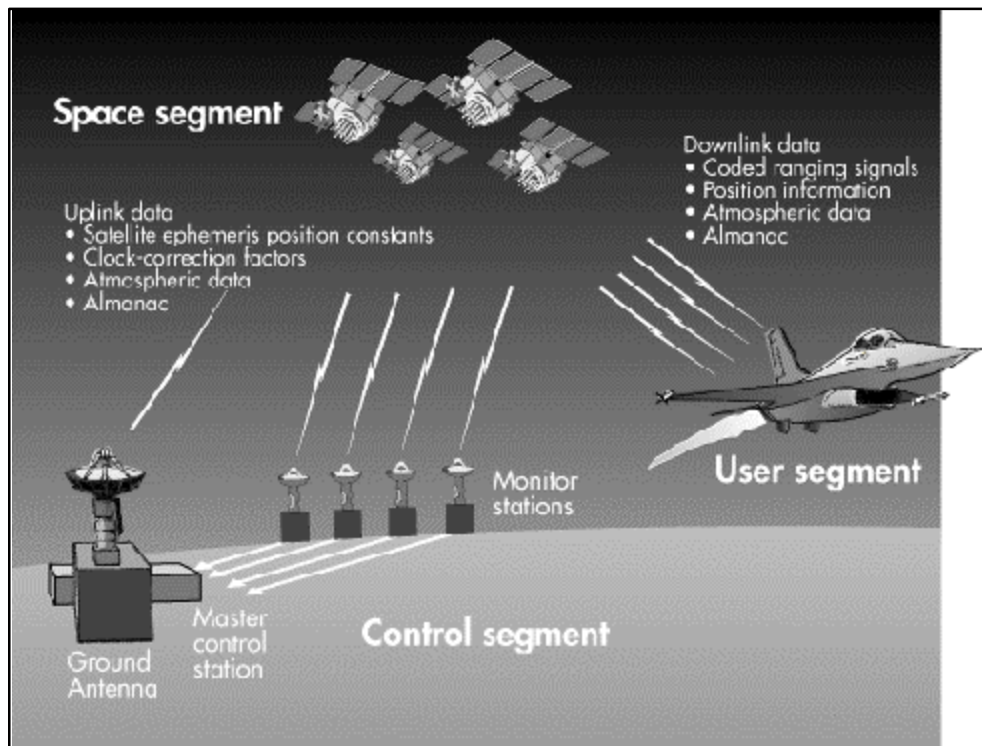 Space segment
Uplink data
• Satellite ephemeris position constants
• Clock-correction factors
• Atmospheric data
• Almanac
Downlink data
• Coded ranging signals
• Position information
• Atmospheric data
• Almanac
User segment
Monitor
stations
Control segment
Master
control
station
Ground
Antenna